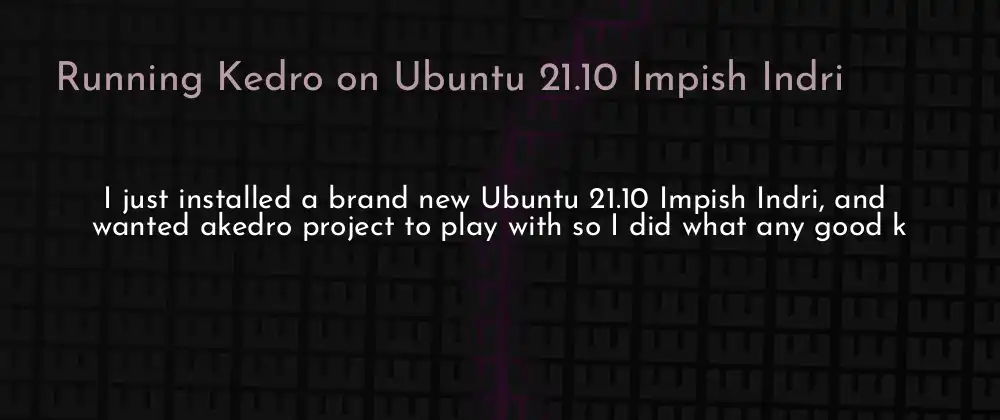 Running Kedro on Ubuntu 21.10 Impish Indri
I just installed a brand new Ubuntu 21.10 Impish Indri, and
wanted akedro project to play with so I did what any good k